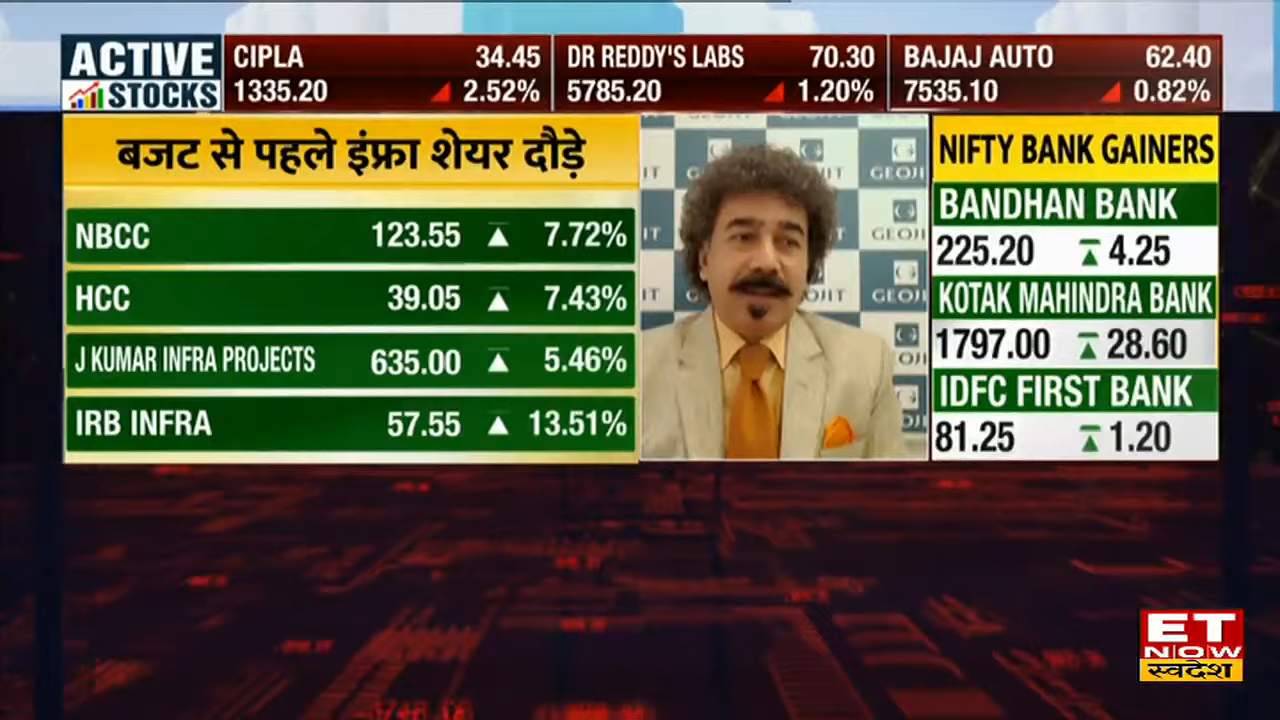 ACTIVE
STOCKS
CIPLA 34.45
1335.20 2.52%
DR REDDY'S LABS 70.30
5785.20 1.20%
BAJAJ AUTO 62.40
7535.10 0.82%
बजट से पहले इंफ्रा शेयर दौड़े
NBCC 123.55 ▲ 7.72%
HCC 39.05 ▲ 7.43%
J KUMAR INFRA PROJECTS 635.00 ▲ 5.46%
IRB INFRA 57.55 ▲ 13.51%
GEOJIT
NIFTY BANK GAINERS
BANDHAN BANK
225.20 4.25
KOTAK MAHINDRA BANK
1797.00 28.60
IDFC FIRST BANK
81.25 1.20
ET
NOW
स्वदेश